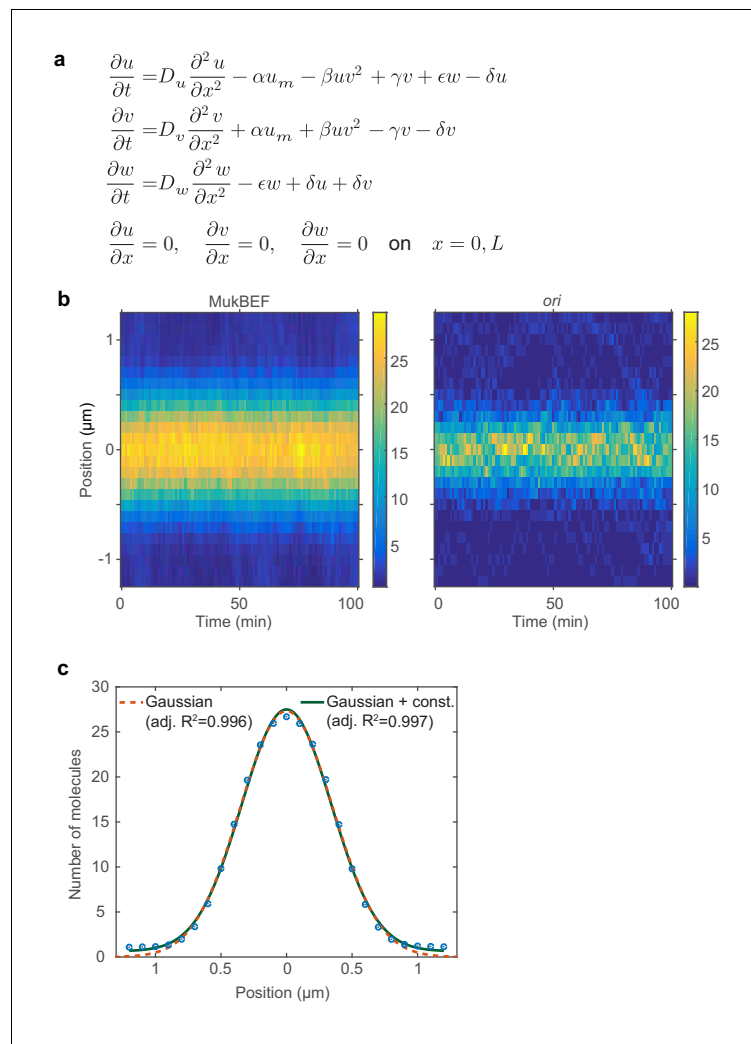 a
∂u/∂t =D_u ∂²u/∂x² − αu_m − βuv² + γv + ϵw − δu
∂v/∂t =D_v ∂²v/∂x² + αu_m + βuv² − γv − δv
∂w/∂t =D_w ∂²w/∂x² − ϵw + δu + δv
∂u/∂x = 0, ∂v/∂x = 0, ∂w/∂x = 0 on x = 0, L
b
MukBEF
ori
Position (µm)
1
0
-1
0 50 100
Time (min)
25
20
15
10
5
0 50 100
Time (min)
25
20
15
10
5
c
Gaussian
(adj. R²=0.996)
Gaussian + const.
(adj. R²=0.997)
Number of molecules
30
25
20
15
10
5
0
1 0.5 0 0.5 1
Position (µm)